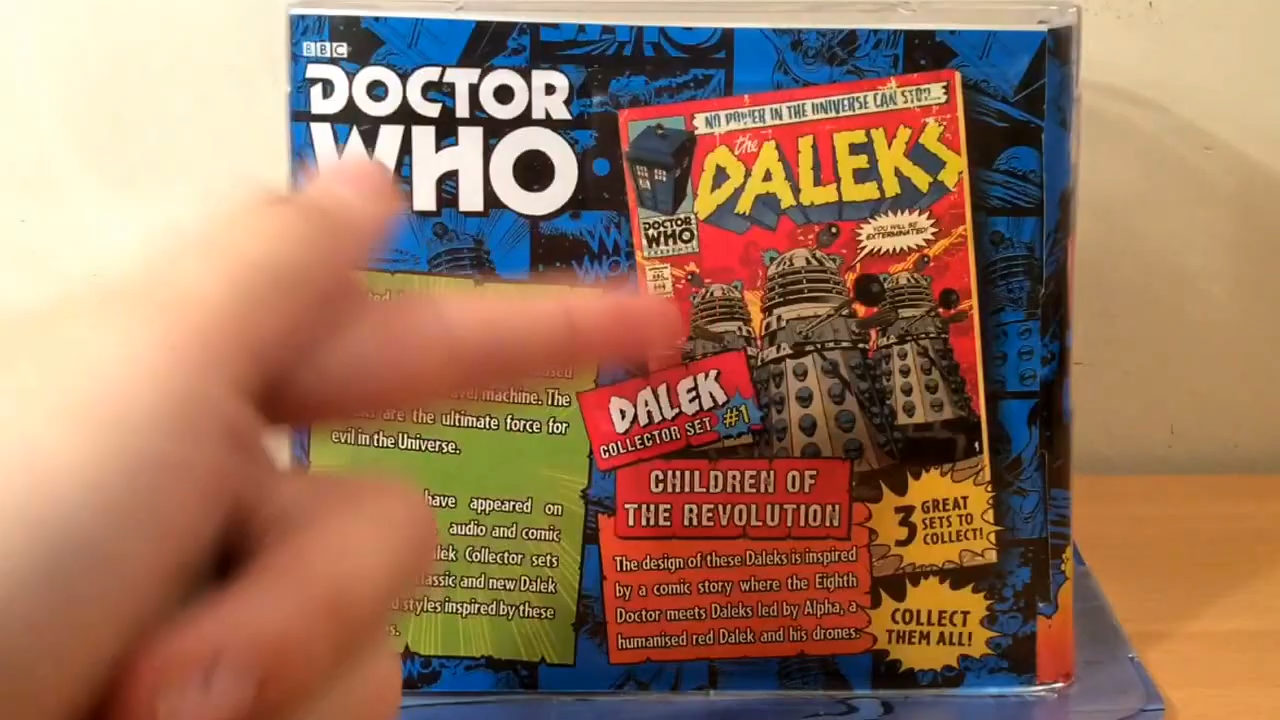 BBC
DOCTOR
WHO
NO POWER IN THE UNIVERSE CAN STOP...
the
DALEKS
DOCTOR
WHO
PRESENTS
YOU WILL BE
EXTERMINATED!
machine. The
are the ultimate force for
evil in the Universe.
have appeared on
audio and comic
Collector sets
and new Dalek
styles inspired by these
DALEK
COLLECTOR SET #1
CHILDREN OF
THE REVOLUTION
The design of these Daleks is inspired
by a comic story where the Eighth
Doctor meets Daleks led by Alpha, a
humanised red Dalek and his drones.
3 GREAT
SETS TO
COLLECT!
COLLECT
THEM ALL!